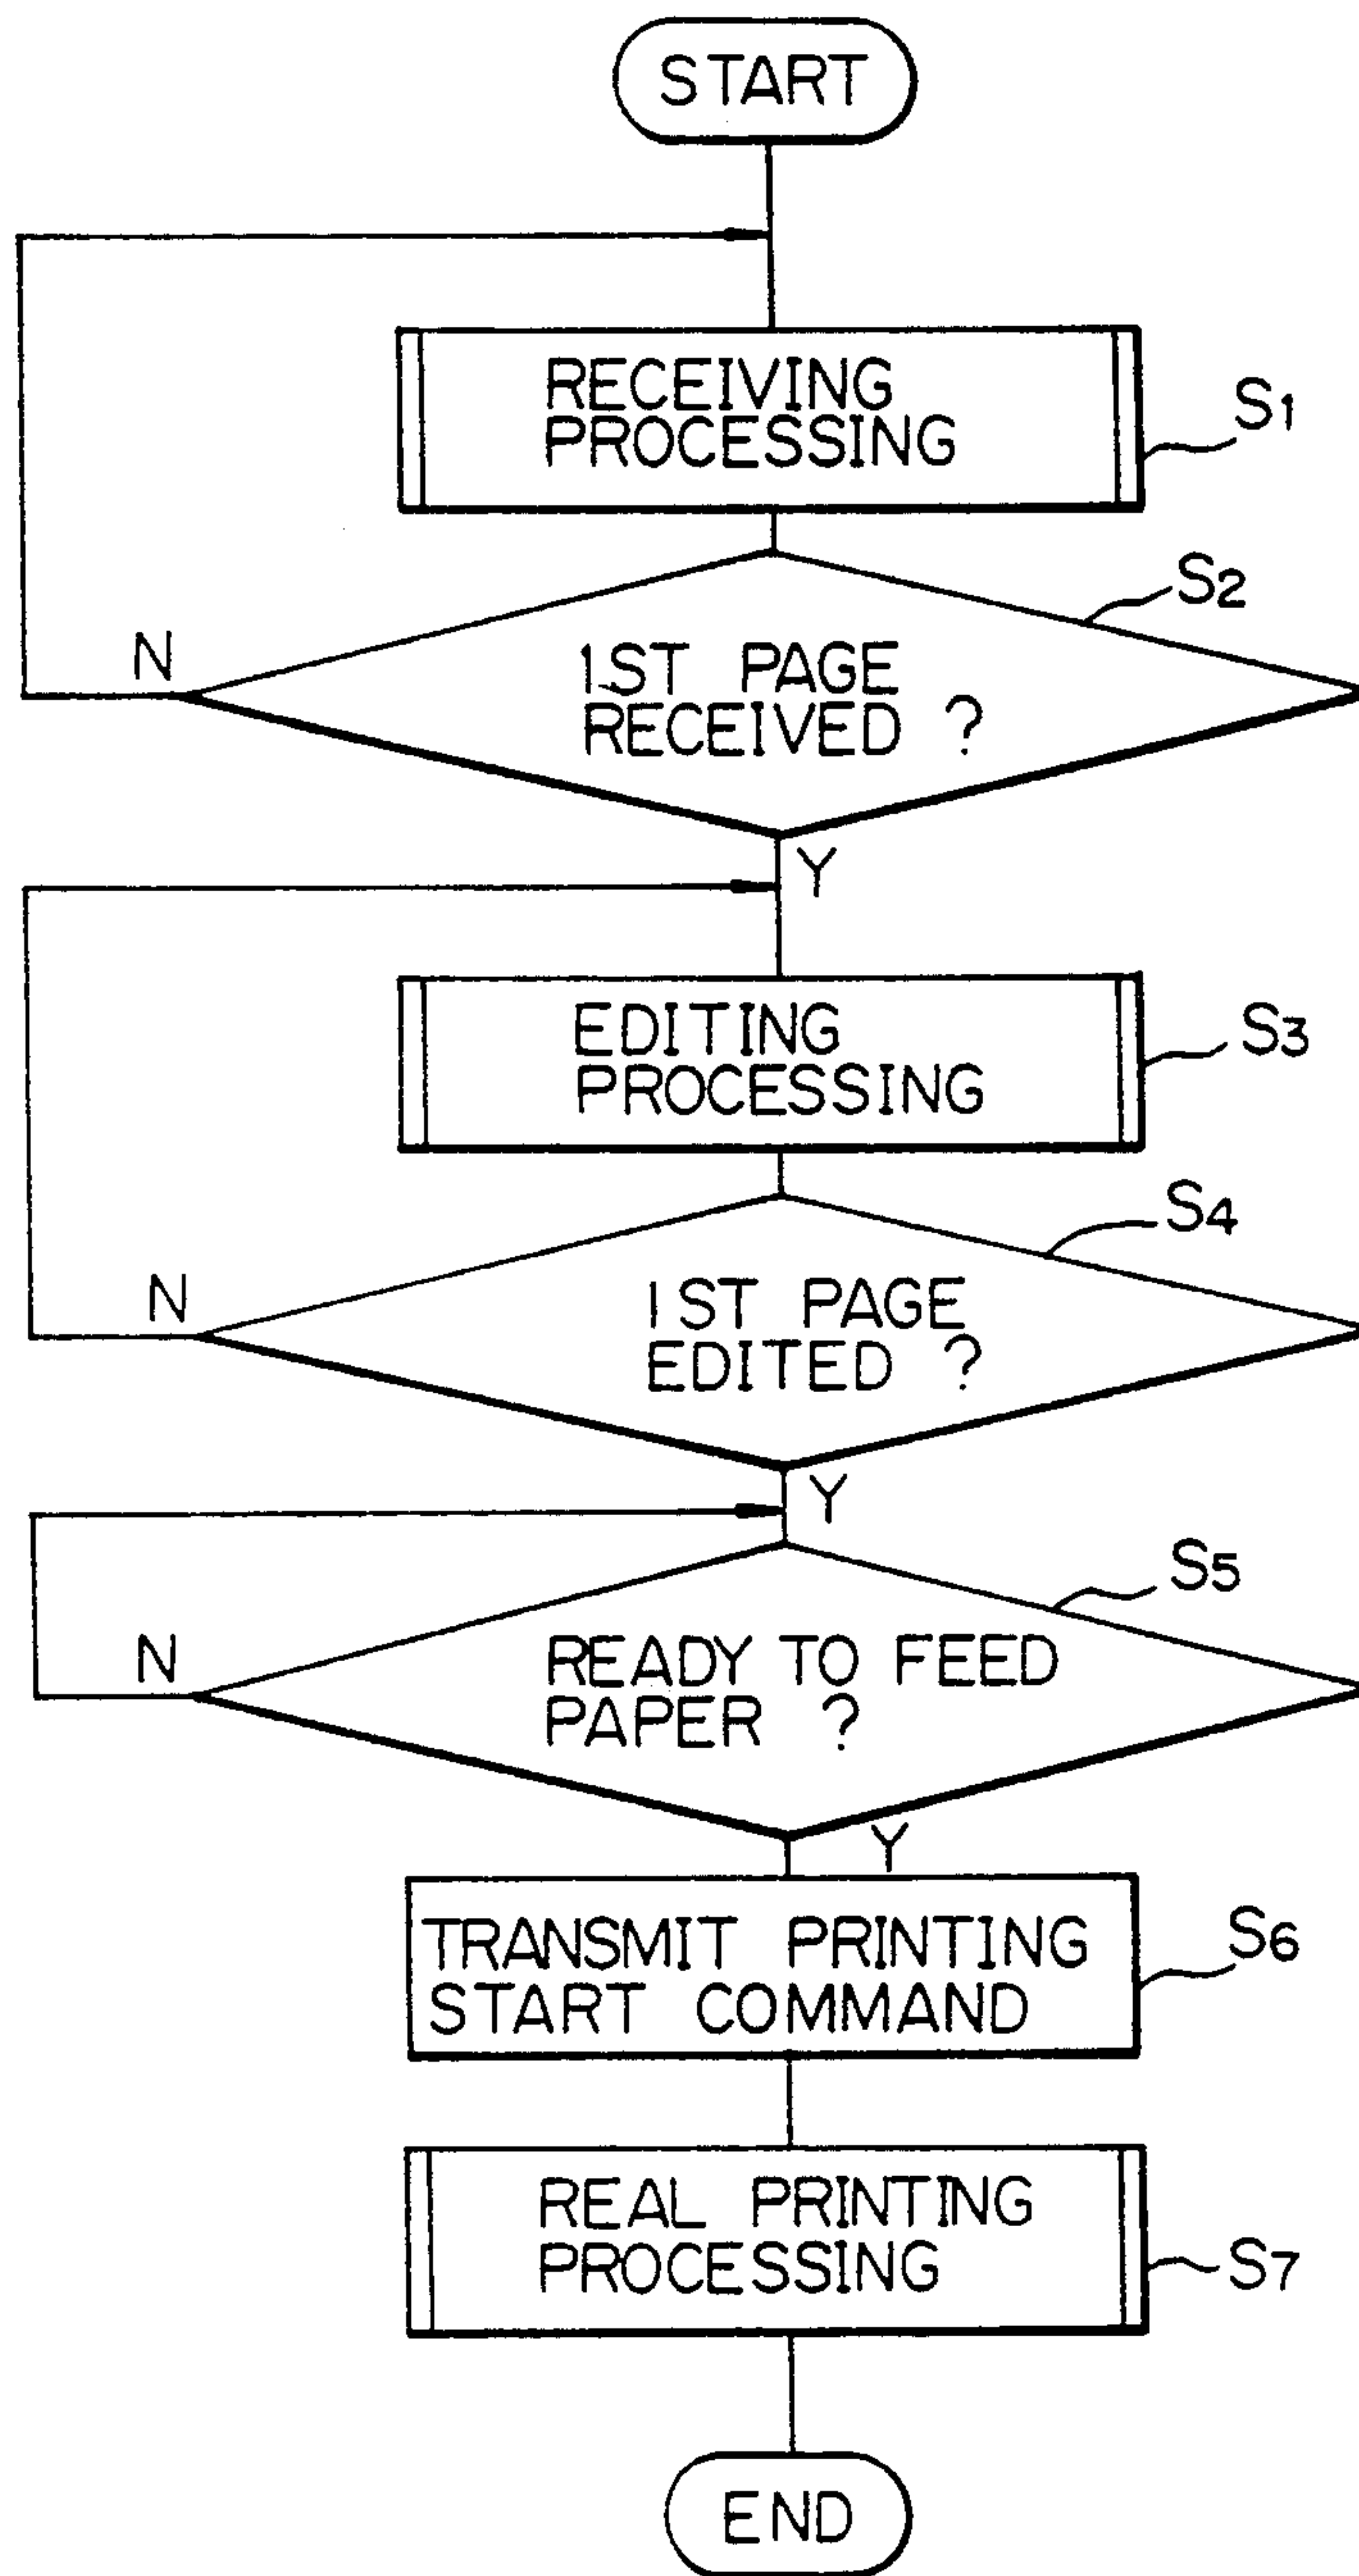 START
RECEIVING
PROCESSING
S1
S2
N
1ST PAGE
RECEIVED ?
Y
EDITING
PROCESSING
S3
S4
N
1ST PAGE
EDITED ?
Y
S5
N
READY TO FEED
PAPER ?
Y
TRANSMIT PRINTING
START COMMAND
S6
REAL PRINTING
PROCESSING
S7
END